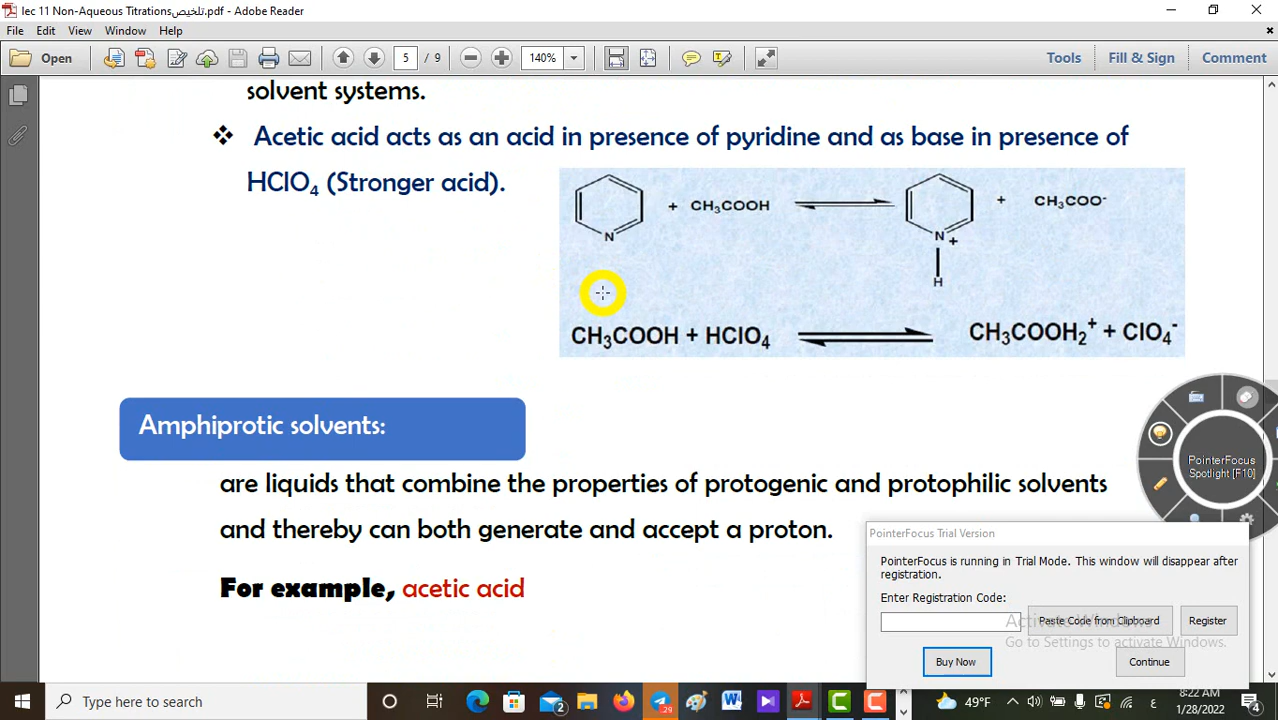 lec 11 Non-Aqueous Titrationsتلخيص.pdf - Adobe Reader
File Edit View Window Help
Open 5 / 9 140% Tools Fill & Sign Comment
solvent systems.
❖ Acetic acid acts as an acid in presence of pyridine and as base in presence of
HClO₄ (Stronger acid).
N + CH₃COOH ⇌ N + + CH₃COO⁻
H
CH₃COOH + HClO₄ ⇌ CH₃COOH₂⁺ + ClO₄⁻
Amphiprotic solvents:
are liquids that combine the properties of protogenic and protophilic solvents
and thereby can both generate and accept a proton.
For example, acetic acid
PointerFocus
Spotlight [F10]
PointerFocus Trial Version
PointerFocus is running in Trial Mode. This window will disappear after
registration.
Enter Registration Code:
Paste Code from Clipboard Register
Buy Now Continue
Activate Windows
Go to Settings to activate Windows.
Type here to search
2 29 49°F ع 8:22 AM
1/28/2022 4